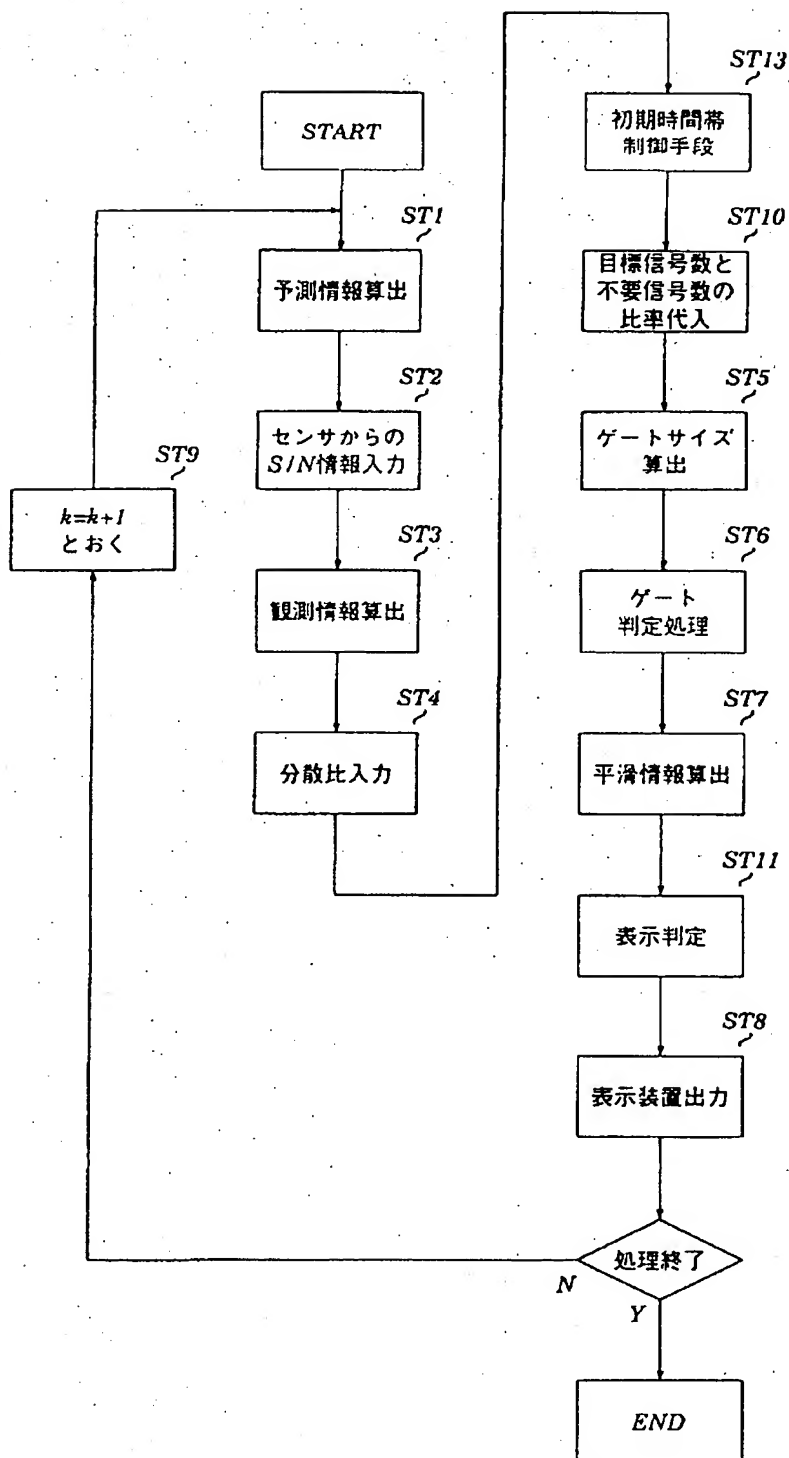 START
ST1
予測情報算出
ST2
センサからの
S/N情報入力
ST3
観測情報算出
ST4
分散比入力
ST9
k=k+1
とおく
ST13
初期時間帯
制御手段
ST10
目標信号数と
不要信号数の
比率代入
ST5
ゲートサイズ
算出
ST6
ゲート
判定処理
ST7
平滑情報算出
ST11
表示判定
ST8
表示装置出力
処理終了
N
Y
END